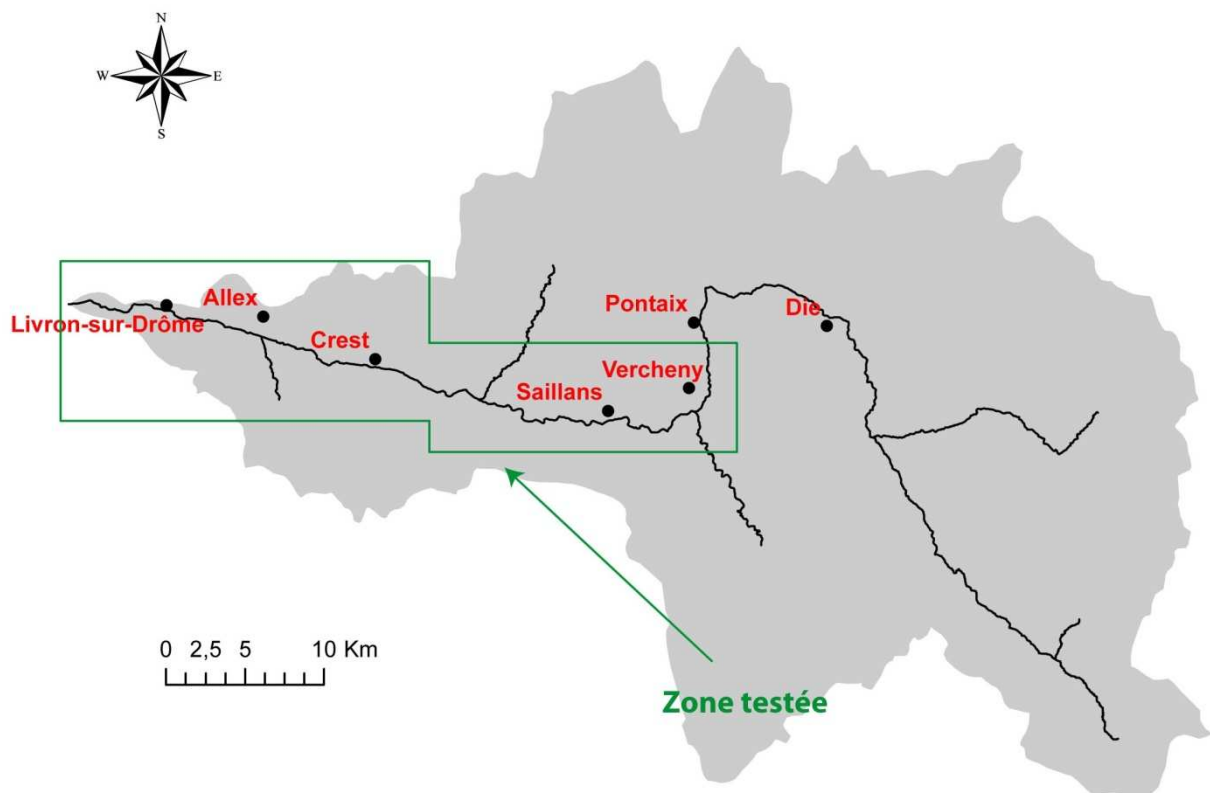 N
W E
S
Allex
Livron-sur-Drôme
Crest
Pontaix
Die
Vercheny
Saillans
0 2,5 5 10 Km
Zone testée